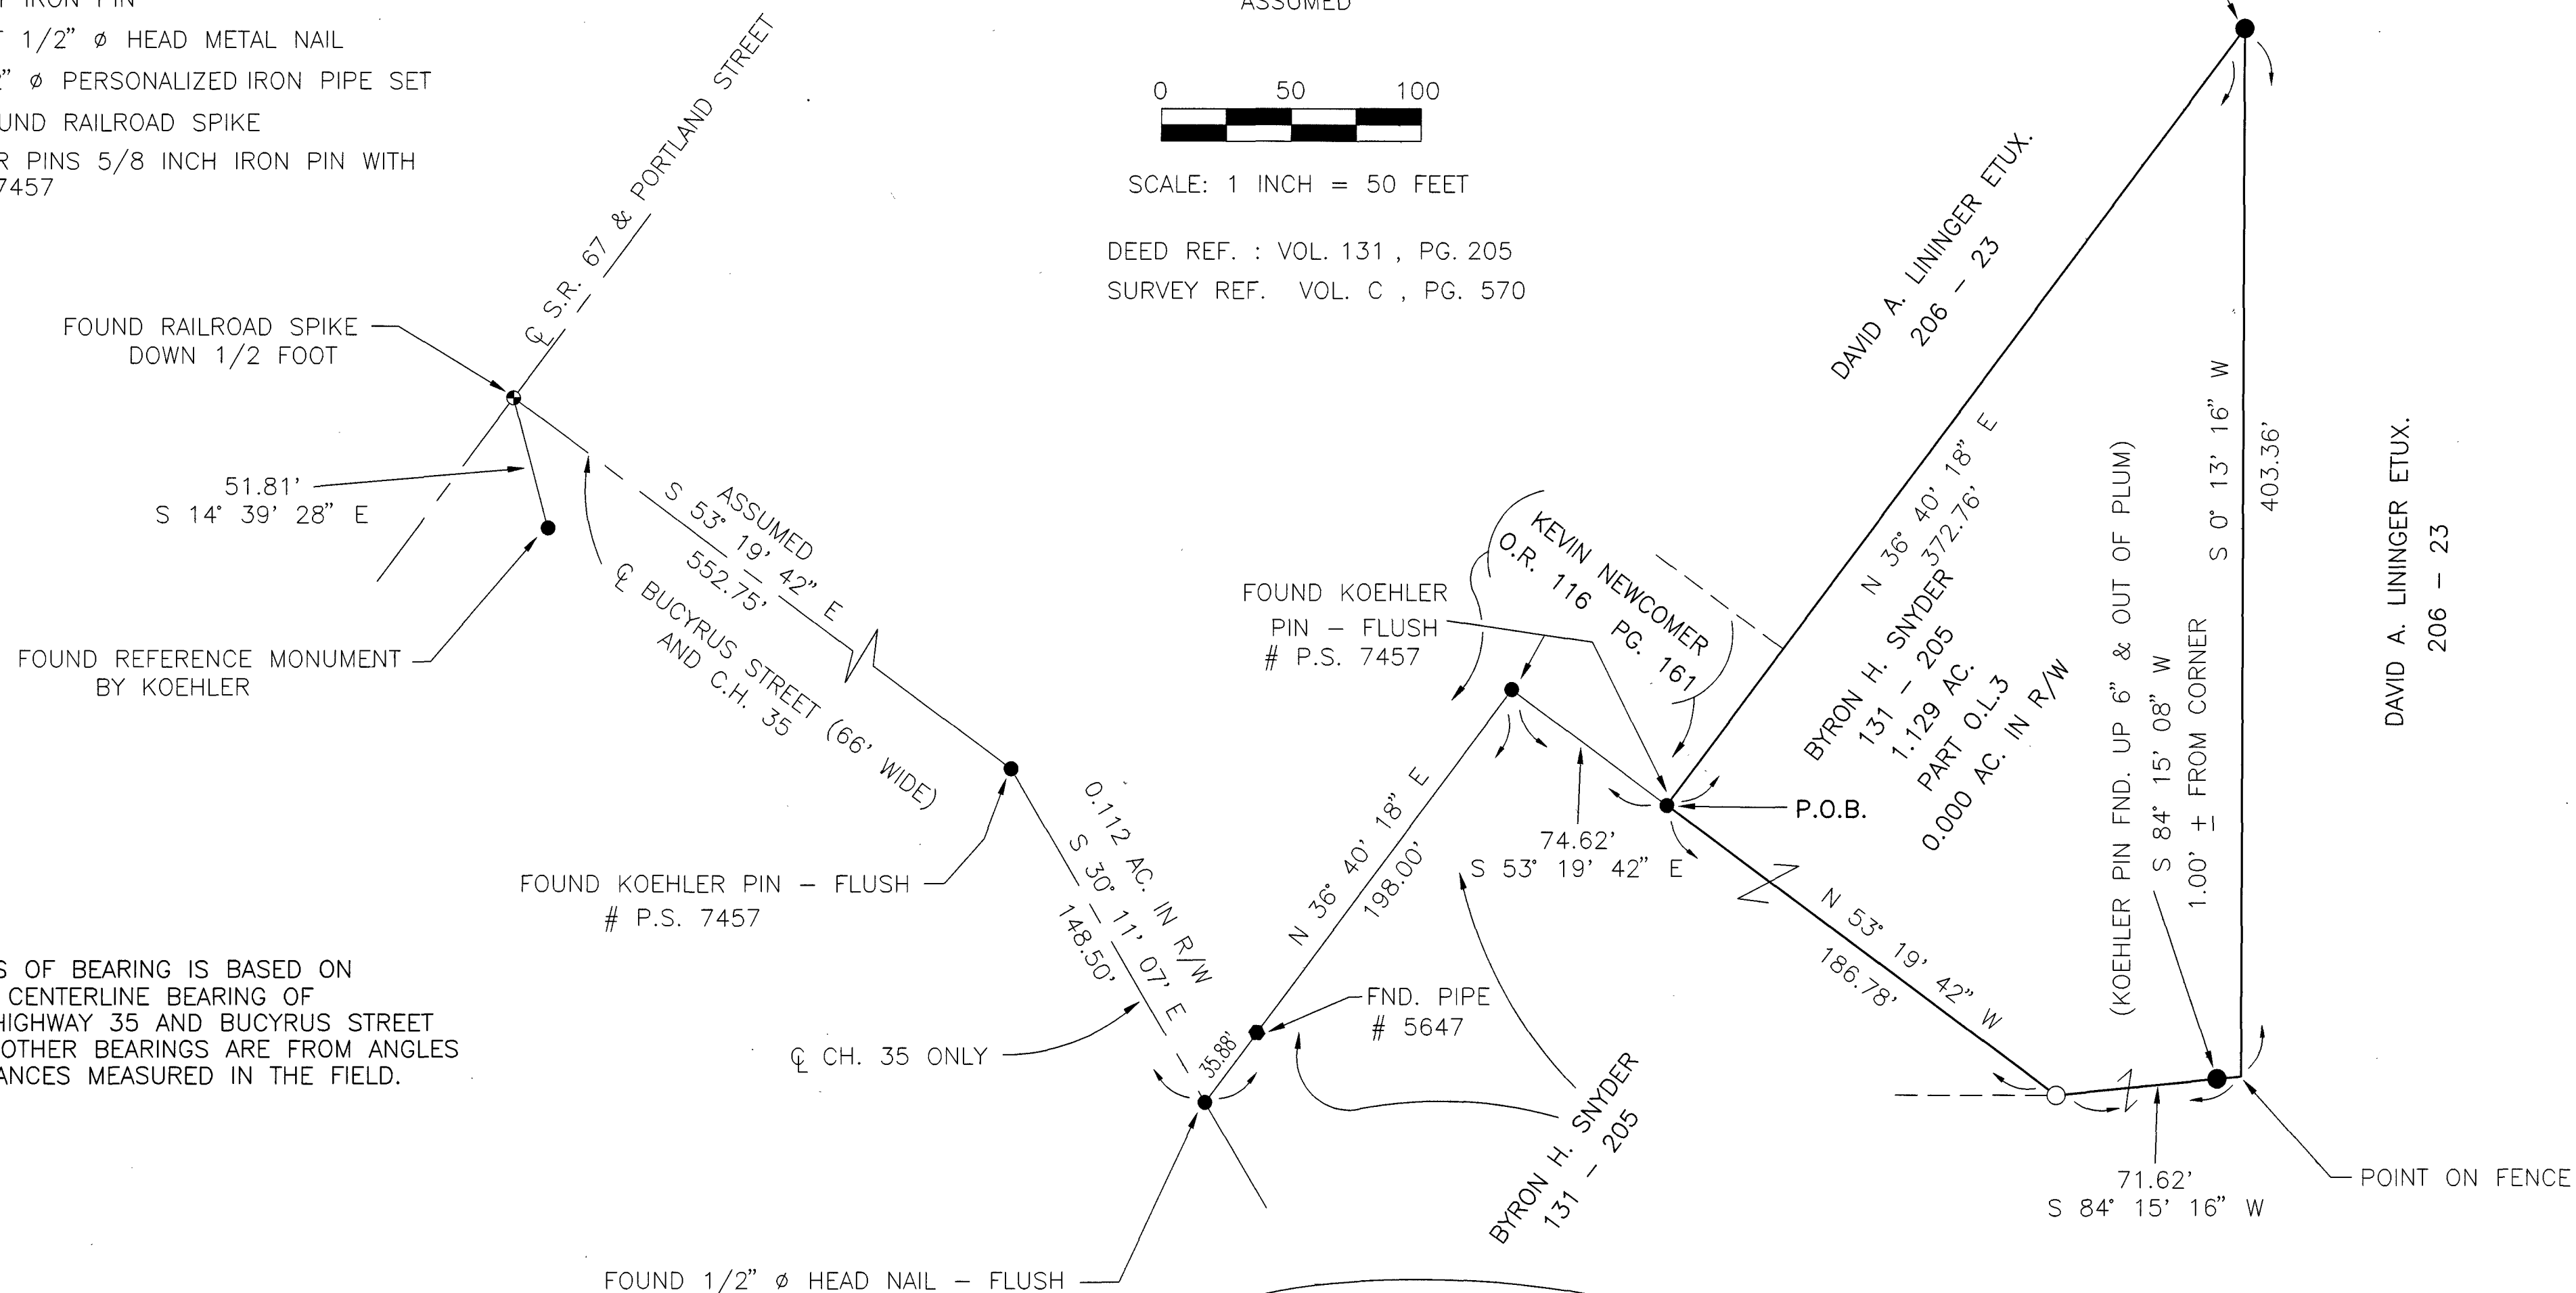 IRON PIN
1/2" ø HEAD METAL NAIL
" ø PERSONALIZED IRON PIPE SET
UND RAILROAD SPIKE
R PINS 5/8 INCH IRON PIN WITH
7457
ASSUMED
0 50 100
SCALE: 1 INCH = 50 FEET
DEED REF. : VOL. 131 , PG. 205
SURVEY REF. VOL. C , PG. 570
℄ S.R. 67 & PORTLAND STREET
FOUND RAILROAD SPIKE
DOWN 1/2 FOOT
51.81'
S 14° 39' 28" E
FOUND REFERENCE MONUMENT
BY KOEHLER
ASSUMED
S 53° 19' 42" E
552.75'
℄ BUCYRUS STREET (66' WIDE)
AND C.H. 35
FOUND KOEHLER PIN – FLUSH
# P.S. 7457
0.112 AC. IN R/W
S 30° 11' 07' E
148.50'
℄ CH. 35 ONLY
35.88'
FND. PIPE
# 5647
FOUND 1/2" ø HEAD NAIL – FLUSH
N 36° 40' 18" E
198.00'
FOUND KOEHLER
PIN – FLUSH
# P.S. 7457
KEVIN NEWCOMER
O.R. 116 PG. 161
74.62'
S 53° 19' 42" E
P.O.B.
BYRON H. SNYDER
131 – 205
DAVID A. LININGER ETUX.
206 – 23
N 36° 40' 18" E
372.76'
BYRON H. SNYDER
131 – 205
1.129 AC.
PART O.L.3
0.000 AC. IN R/W
N 53° 19' 42" W
186.78'
(KOEHLER PIN FND. UP 6" & OUT OF PLUM)
S 84° 15' 08" W
1.00' ± FROM CORNER
S 0° 13' 16" W
403.36'
DAVID A. LININGER ETUX.
206 – 23
71.62'
S 84° 15' 16" W
POINT ON FENCE
S OF BEARING IS BASED ON
CENTERLINE BEARING OF
HIGHWAY 35 AND BUCYRUS STREET
OTHER BEARINGS ARE FROM ANGLES
ANCES MEASURED IN THE FIELD.